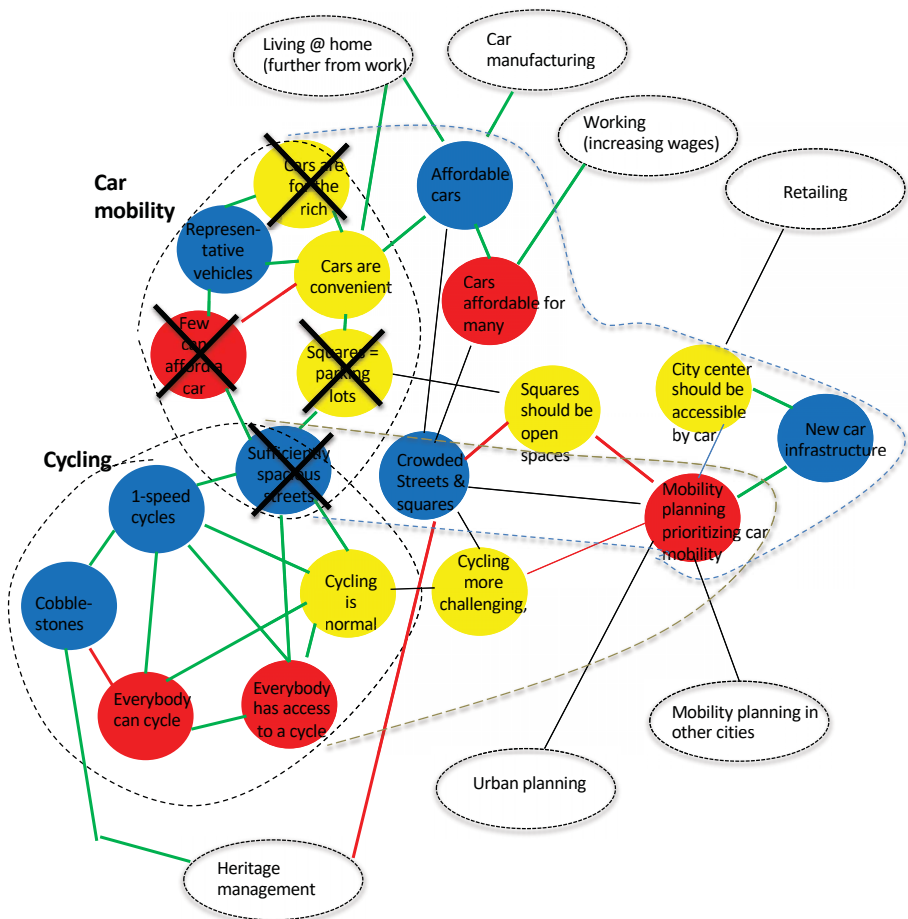 Living @ home
(further from work)
Car
manufacturing
Working
(increasing wages)
Retailing
Car
mobility
Cars are
for the
rich
Affordable
cars
Represen-
tative
vehicles
Cars are
convenient
Cars
affordable for
many
Few
can
afford a
car
Squares =
parking
lots
Squares
should be
open
spaces
City center
should be
accessible
by car
New car
infrastructure
Cycling
Sufficiently
spacious
streets
Crowded
Streets &
squares
1-speed
cycles
Mobility
planning
prioritizing car
mobility
Cobble-
stones
Cycling
is
normal
Cycling
more
challenging,
Everybody
can cycle
Everybody
has access
to a cycle
Mobility planning in
other cities
Urban planning
Heritage
management